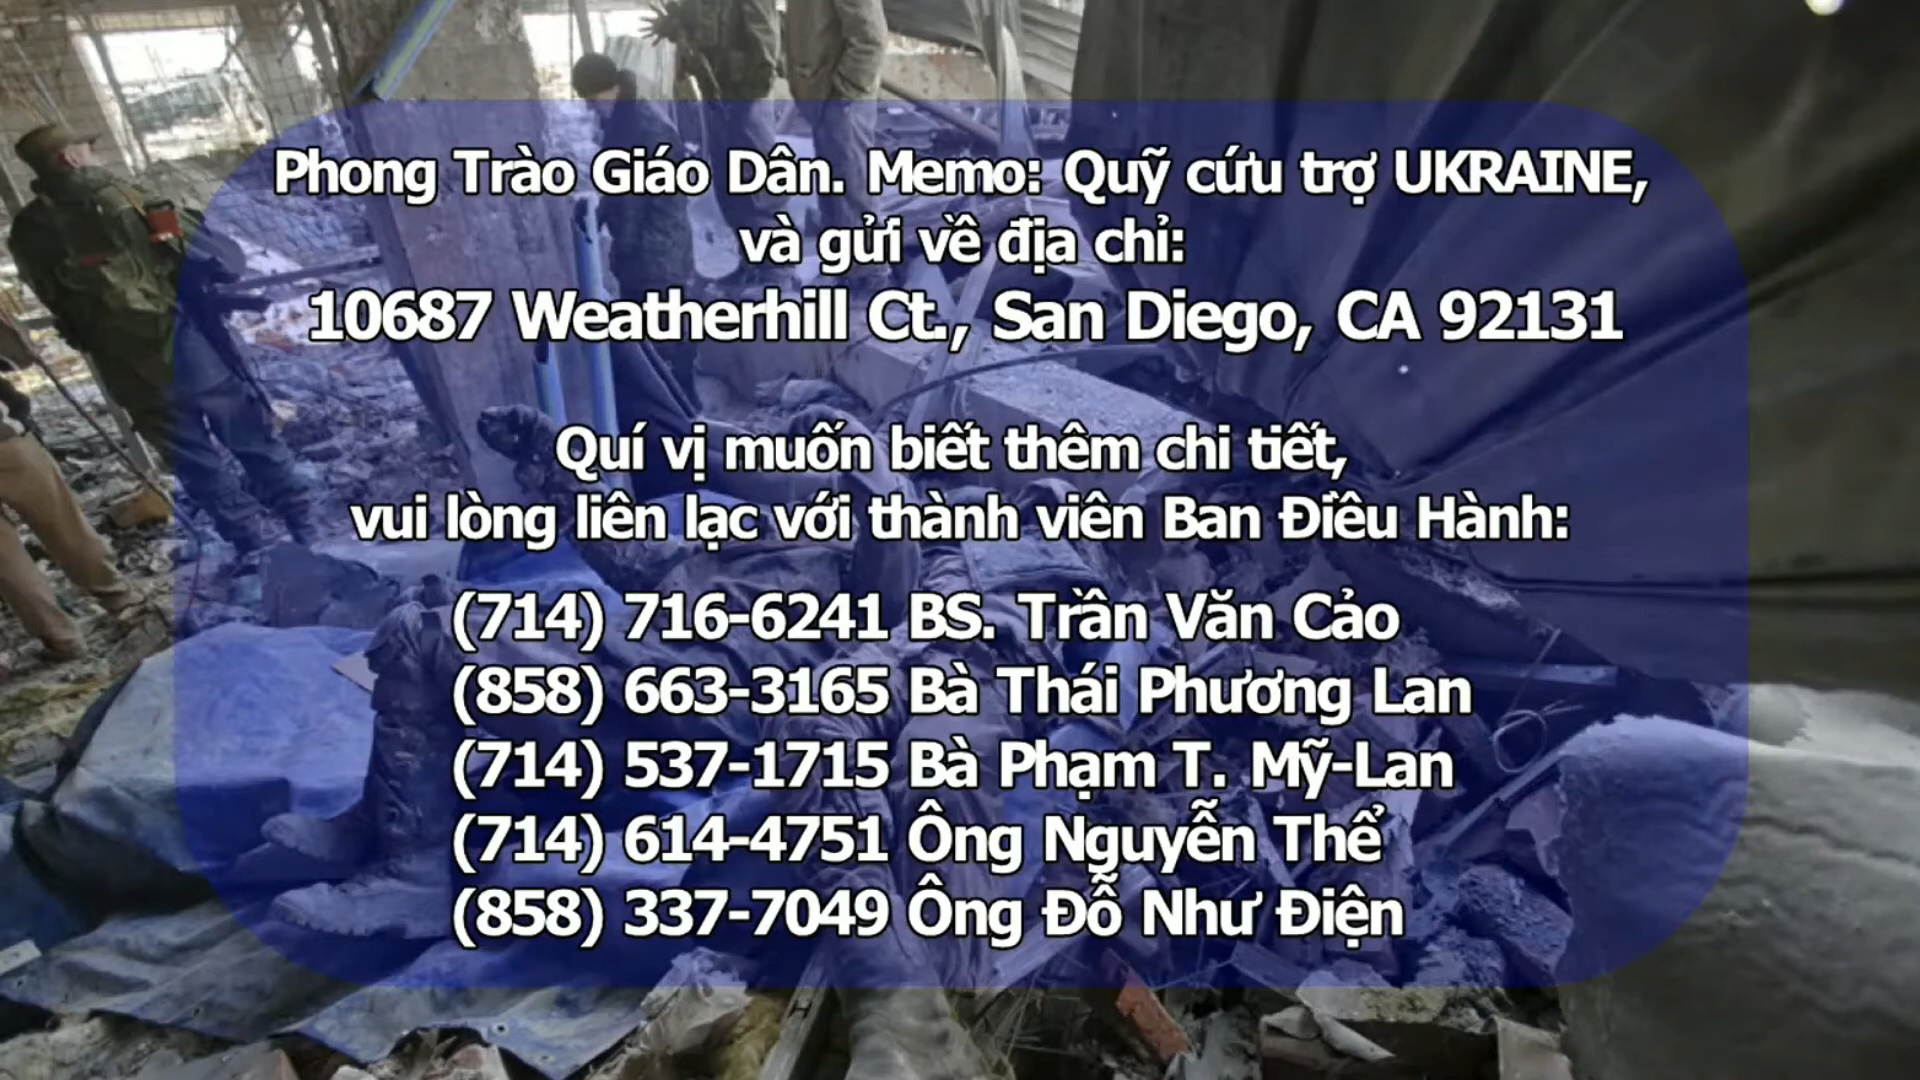 Phong Trào Giáo Dân. Memo: Quỹ cứu trợ UKRAINE,
và gửi về địa chỉ:
10687 Weatherhill Ct., San Diego, CA 92131
Quí vị muốn biết thêm chi tiết,
vui lòng liên lạc với thành viên Ban Điều Hành:
(714) 716-6241 BS. Trần Văn Cảo
(858) 663-3165 Bà Thái Phương Lan
(714) 537-1715 Bà Phạm T. Mỹ-Lan
(714) 614-4751 Ông Nguyễn Thể
(858) 337-7049 Ông Đỗ Như Điện